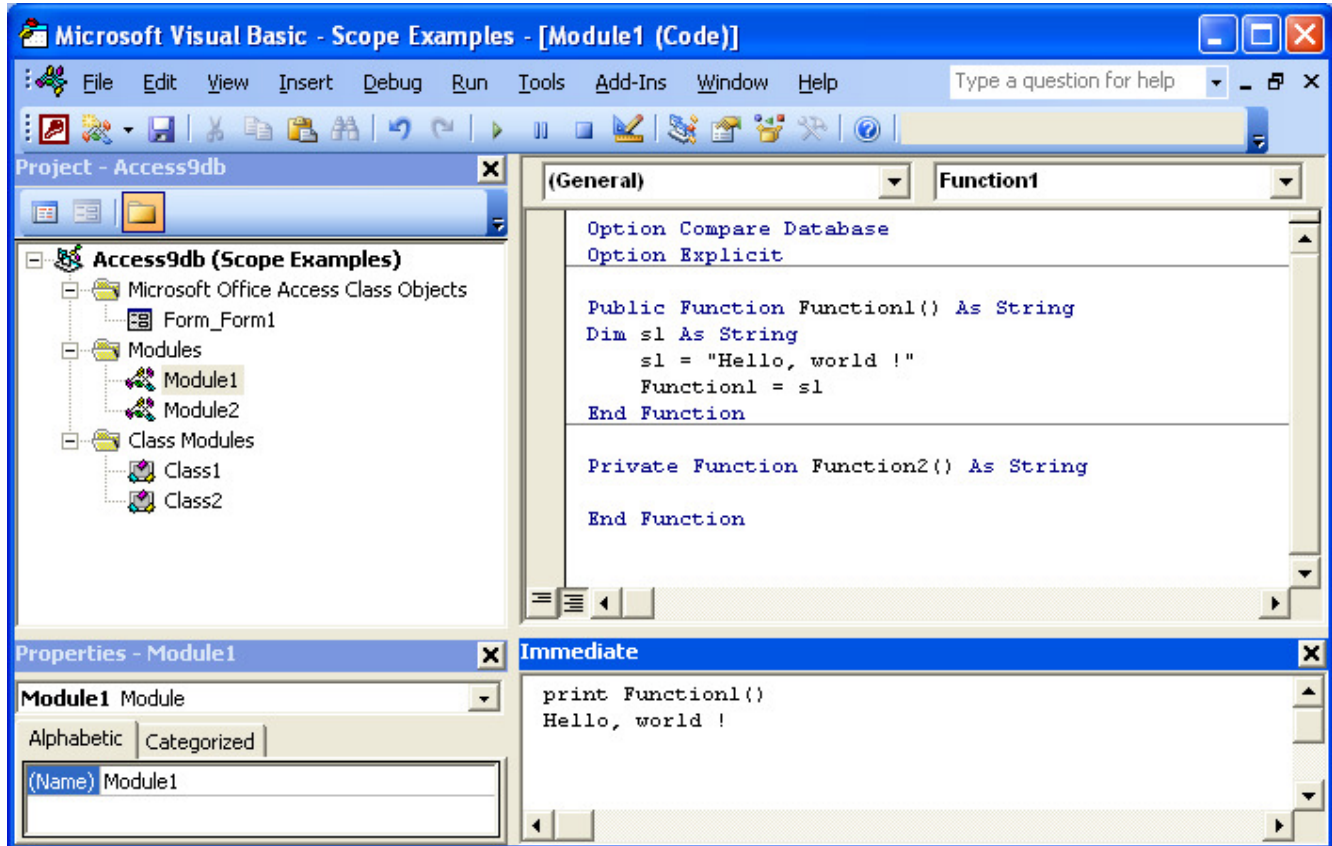 Microsoft Visual Basic - Scope Examples - [Module1 (Code)]
File Edit View Insert Debug Run Tools Add-Ins Window Help Type a question for help
Project - Access9db
Access9db (Scope Examples)
Microsoft Office Access Class Objects
Form_Form1
Modules
Module1
Module2
Class Modules
Class1
Class2
(General) Function1
Option Compare Database
Option Explicit
Public Function Function1() As String
Dim s1 As String
s1 = "Hello, world !"
Function1 = s1
End Function
Private Function Function2() As String
End Function
Properties - Module1
Module1 Module
Alphabetic Categorized
(Name) Module1
Immediate
print Function1()
Hello, world !